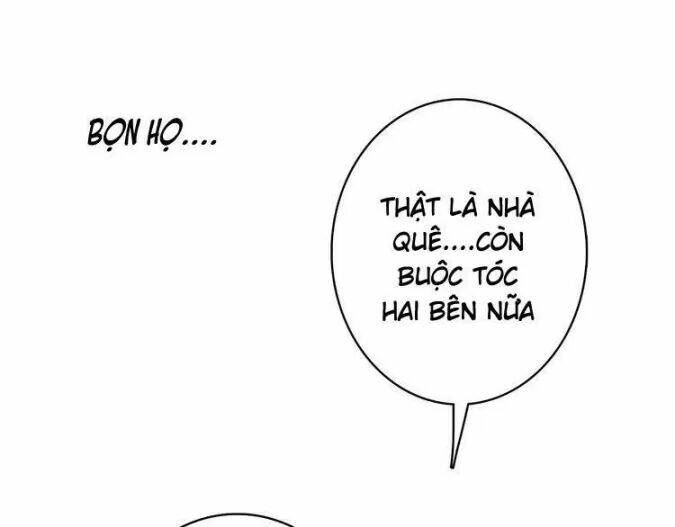 BỌN HỌ....
THẬT LÀ NHÀ
QUÊ....CÒN
BUỘC TÓC
HAI BÊN NỮA